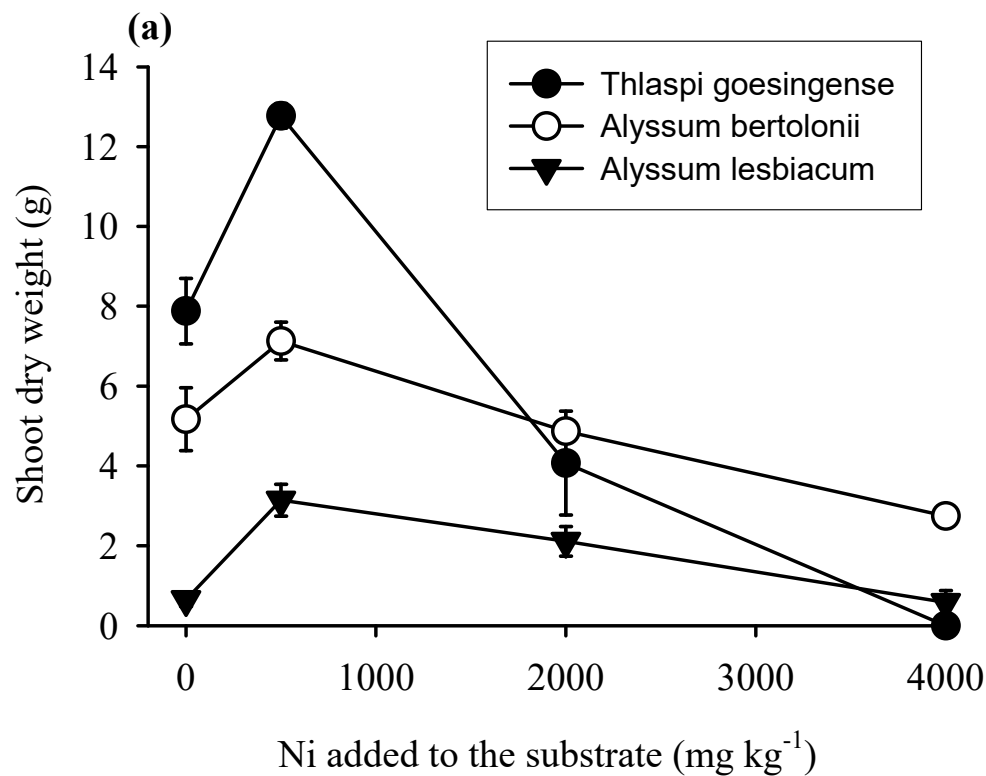 (a)
14
12
10
8
6
4
2
0
Shoot dry weight (g)
Thlaspi goesingense
Alyssum bertolonii
Alyssum lesbiacum
0 1000 2000 3000 4000
Ni added to the substrate (mg kg⁻¹)